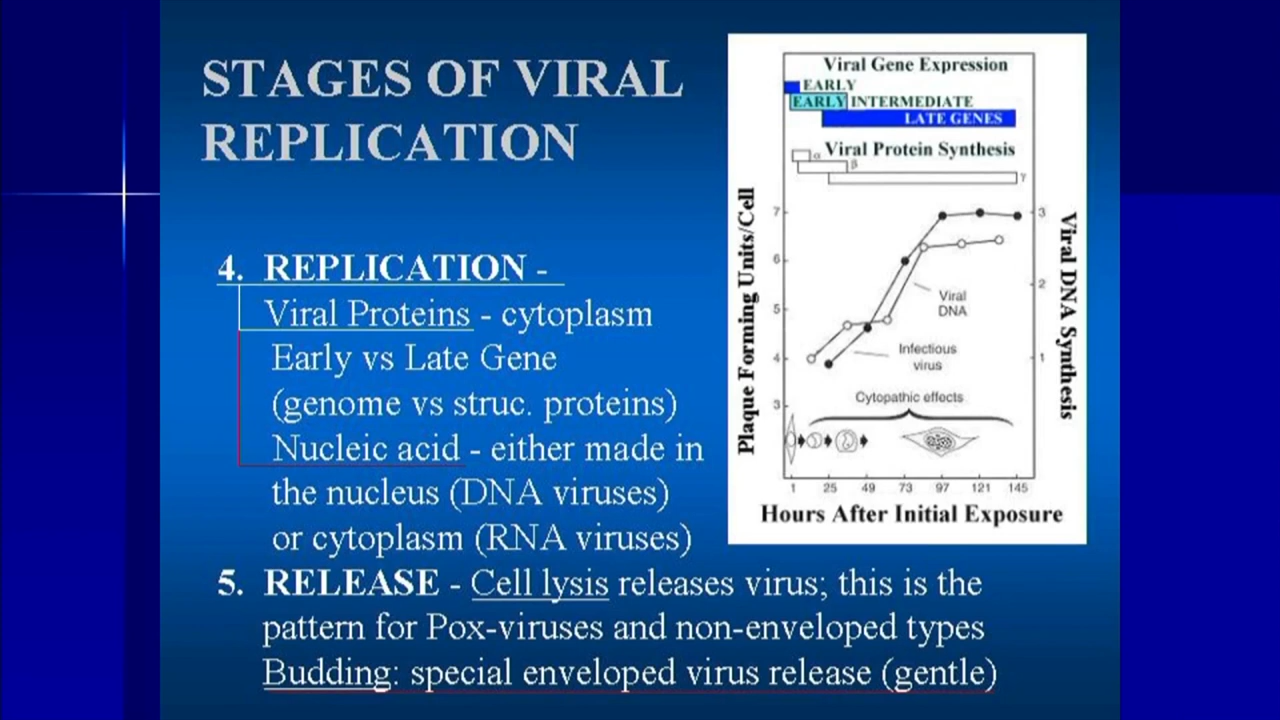 STAGES OF VIRAL
REPLICATION
4. REPLICATION -
Viral Proteins - cytoplasm
Early vs Late Gene
(genome vs struc. proteins)
Nucleic acid - either made in
the nucleus (DNA viruses)
or cytoplasm (RNA viruses)
5. RELEASE - Cell lysis releases virus; this is the
pattern for Pox-viruses and non-enveloped types
Budding: special enveloped virus release (gentle)
Viral Gene Expression
EARLY
EARLY INTERMEDIATE
LATE GENES
Viral Protein Synthesis
α
β
γ
Plaque Forming Units/Cell
7
6
5
4
3
3
2
1
Viral DNA Synthesis
Viral
DNA
Infectious
virus
Cytopathic effects
1 25 49 73 97 121 145
Hours After Initial Exposure